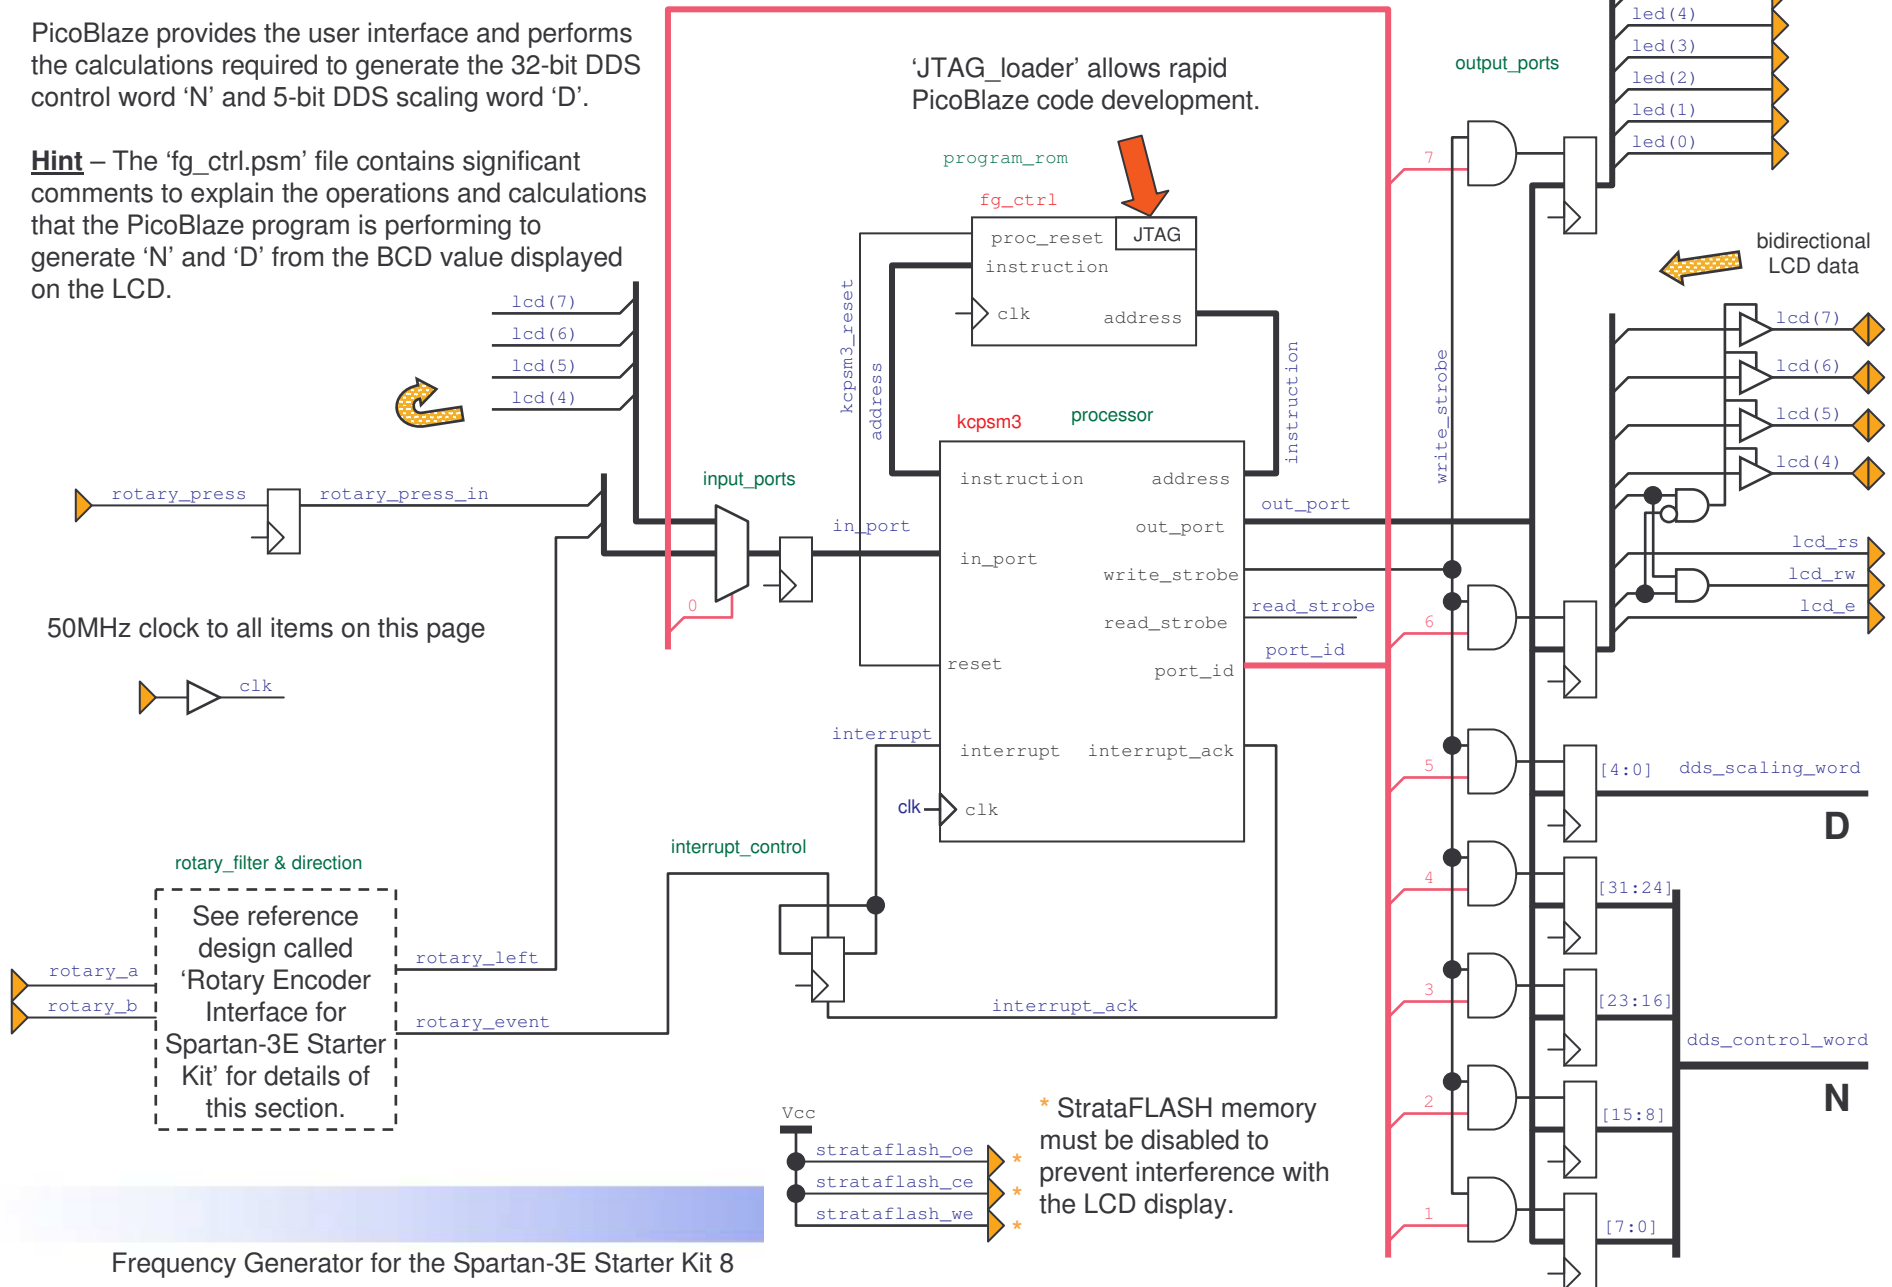 PicoBlaze provides the user interface and performs
the calculations required to generate the 32-bit DDS
control word ‘N’ and 5-bit DDS scaling word ‘D’.
Hint – The ‘fg_ctrl.psm’ file contains significant
comments to explain the operations and calculations
that the PicoBlaze program is performing to
generate ‘N’ and ‘D’ from the BCD value displayed
on the LCD.
‘JTAG_loader’ allows rapid
PicoBlaze code development.
program_rom
fg_ctrl
proc_reset
JTAG
instruction
clk
address
kcpsm3_reset
address
instruction
lcd(7)
lcd(6)
lcd(5)
lcd(4)
rotary_press
rotary_press_in
input_ports
in_port
0
kcpsm3
processor
instruction
address
out_port
in_port
write_strobe
read_strobe
reset
port_id
interrupt
interrupt_ack
clk
clk
out_port
read_strobe
port_id
interrupt
write_strobe
50MHz clock to all items on this page
clk
interrupt_control
interrupt_ack
rotary_filter & direction
See reference
design called
‘Rotary Encoder
Interface for
Spartan-3E Starter
Kit’ for details of
this section.
rotary_a
rotary_b
rotary_left
rotary_event
output_ports
led(4)
led(3)
led(2)
led(1)
led(0)
7
bidirectional
LCD data
lcd(7)
lcd(6)
lcd(5)
lcd(4)
lcd_rs
lcd_rw
lcd_e
6
5
[4:0]
dds_scaling_word
D
4
[31:24]
3
[23:16]
dds_control_word
N
2
[15:8]
1
[7:0]
Vcc
strataflash_oe *
strataflash_ce *
strataflash_we *
* StrataFLASH memory
must be disabled to
prevent interference with
the LCD display.
Frequency Generator for the Spartan-3E Starter Kit 8